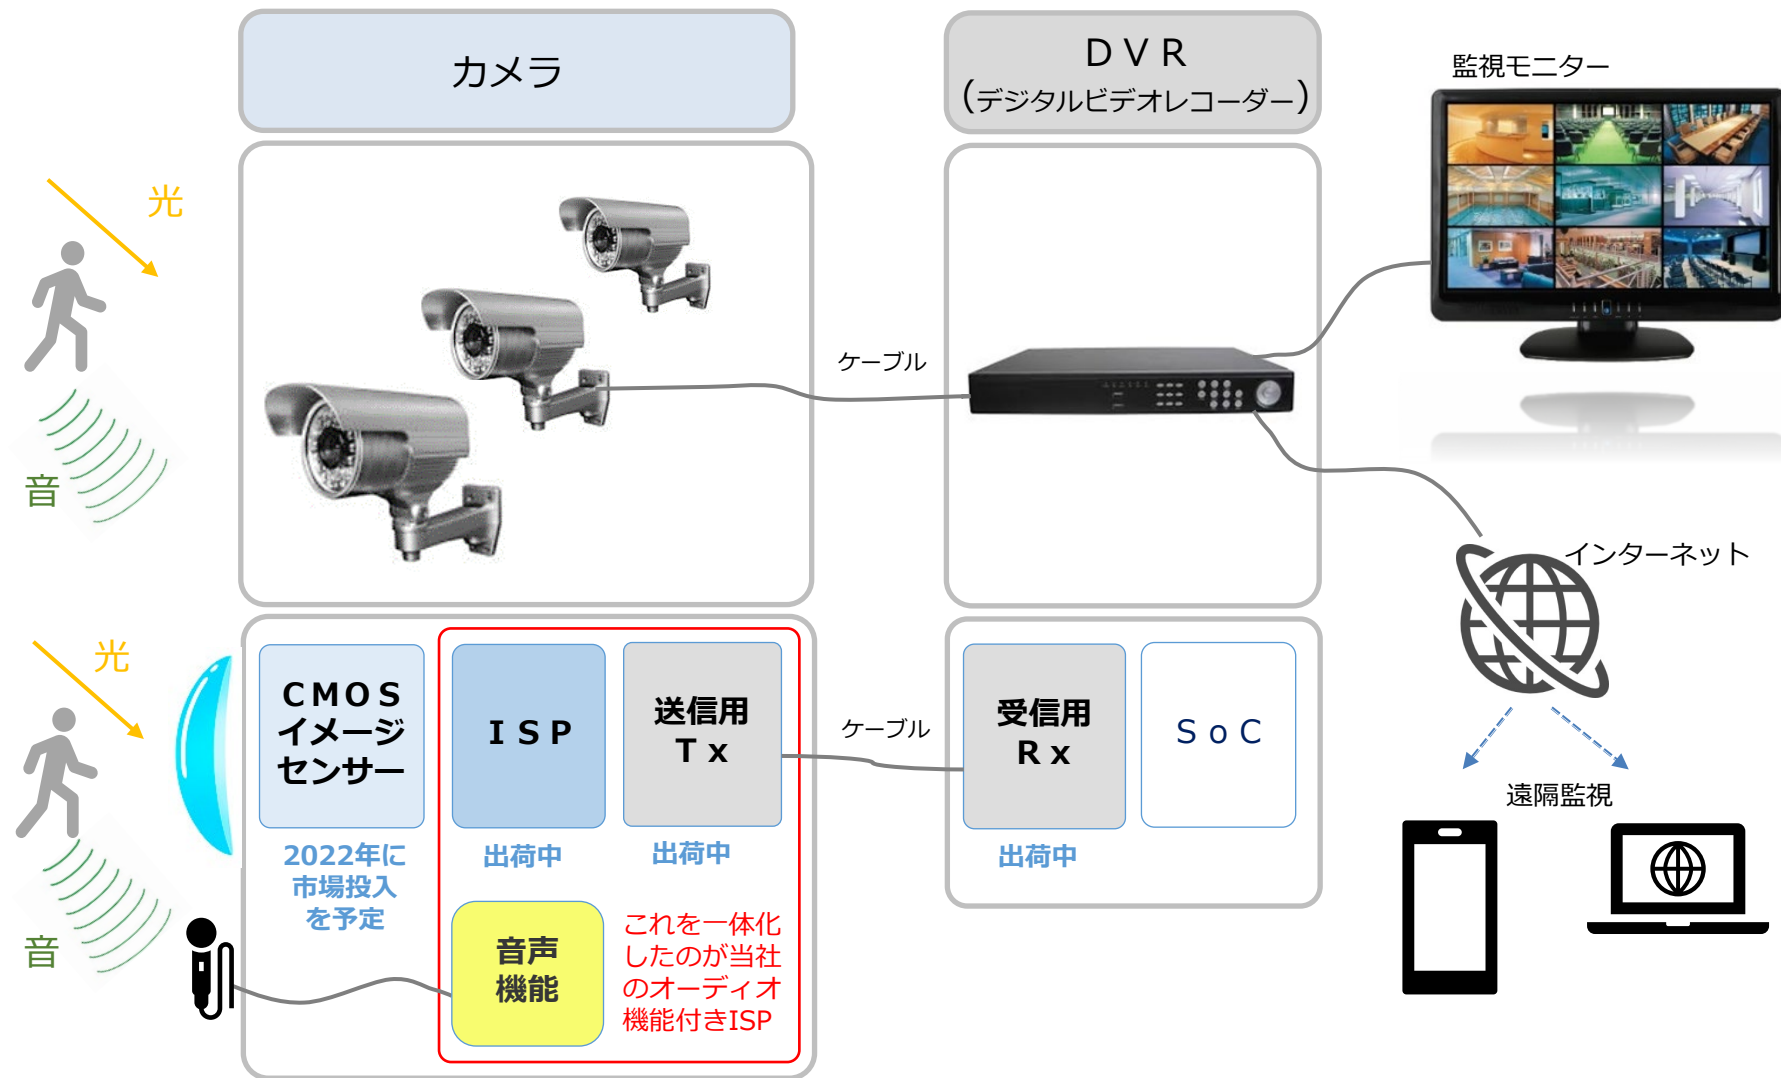 カメラ
ＤＶＲ
(デジタルビデオレコーダー)
監視モニター
光
音
ケーブル
インターネット
光
音
ＣＭＯＳ
イメージ
センサー
2022年に
市場投入
を予定
ＩＳＰ
出荷中
送信用
Ｔｘ
出荷中
音声
機能
これを一体化
したのが当社
のオーディオ
機能付きISP
ケーブル
受信用
Ｒｘ
出荷中
ＳｏＣ
遠隔監視